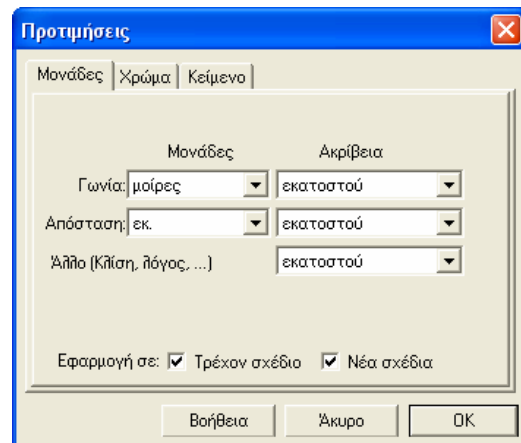 Προτιμήσεις
Μονάδες Χρώμα Κείμενο
Μονάδες Ακρίβεια
Γωνία: μοίρες εκατοστού
Απόσταση: εκ. εκατοστού
Άλλο (Κλίση, λόγος, ...) εκατοστού
Εφαρμογή σε: Τρέχον σχέδιο Νέα σχέδια
Βοήθεια Άκυρο OK